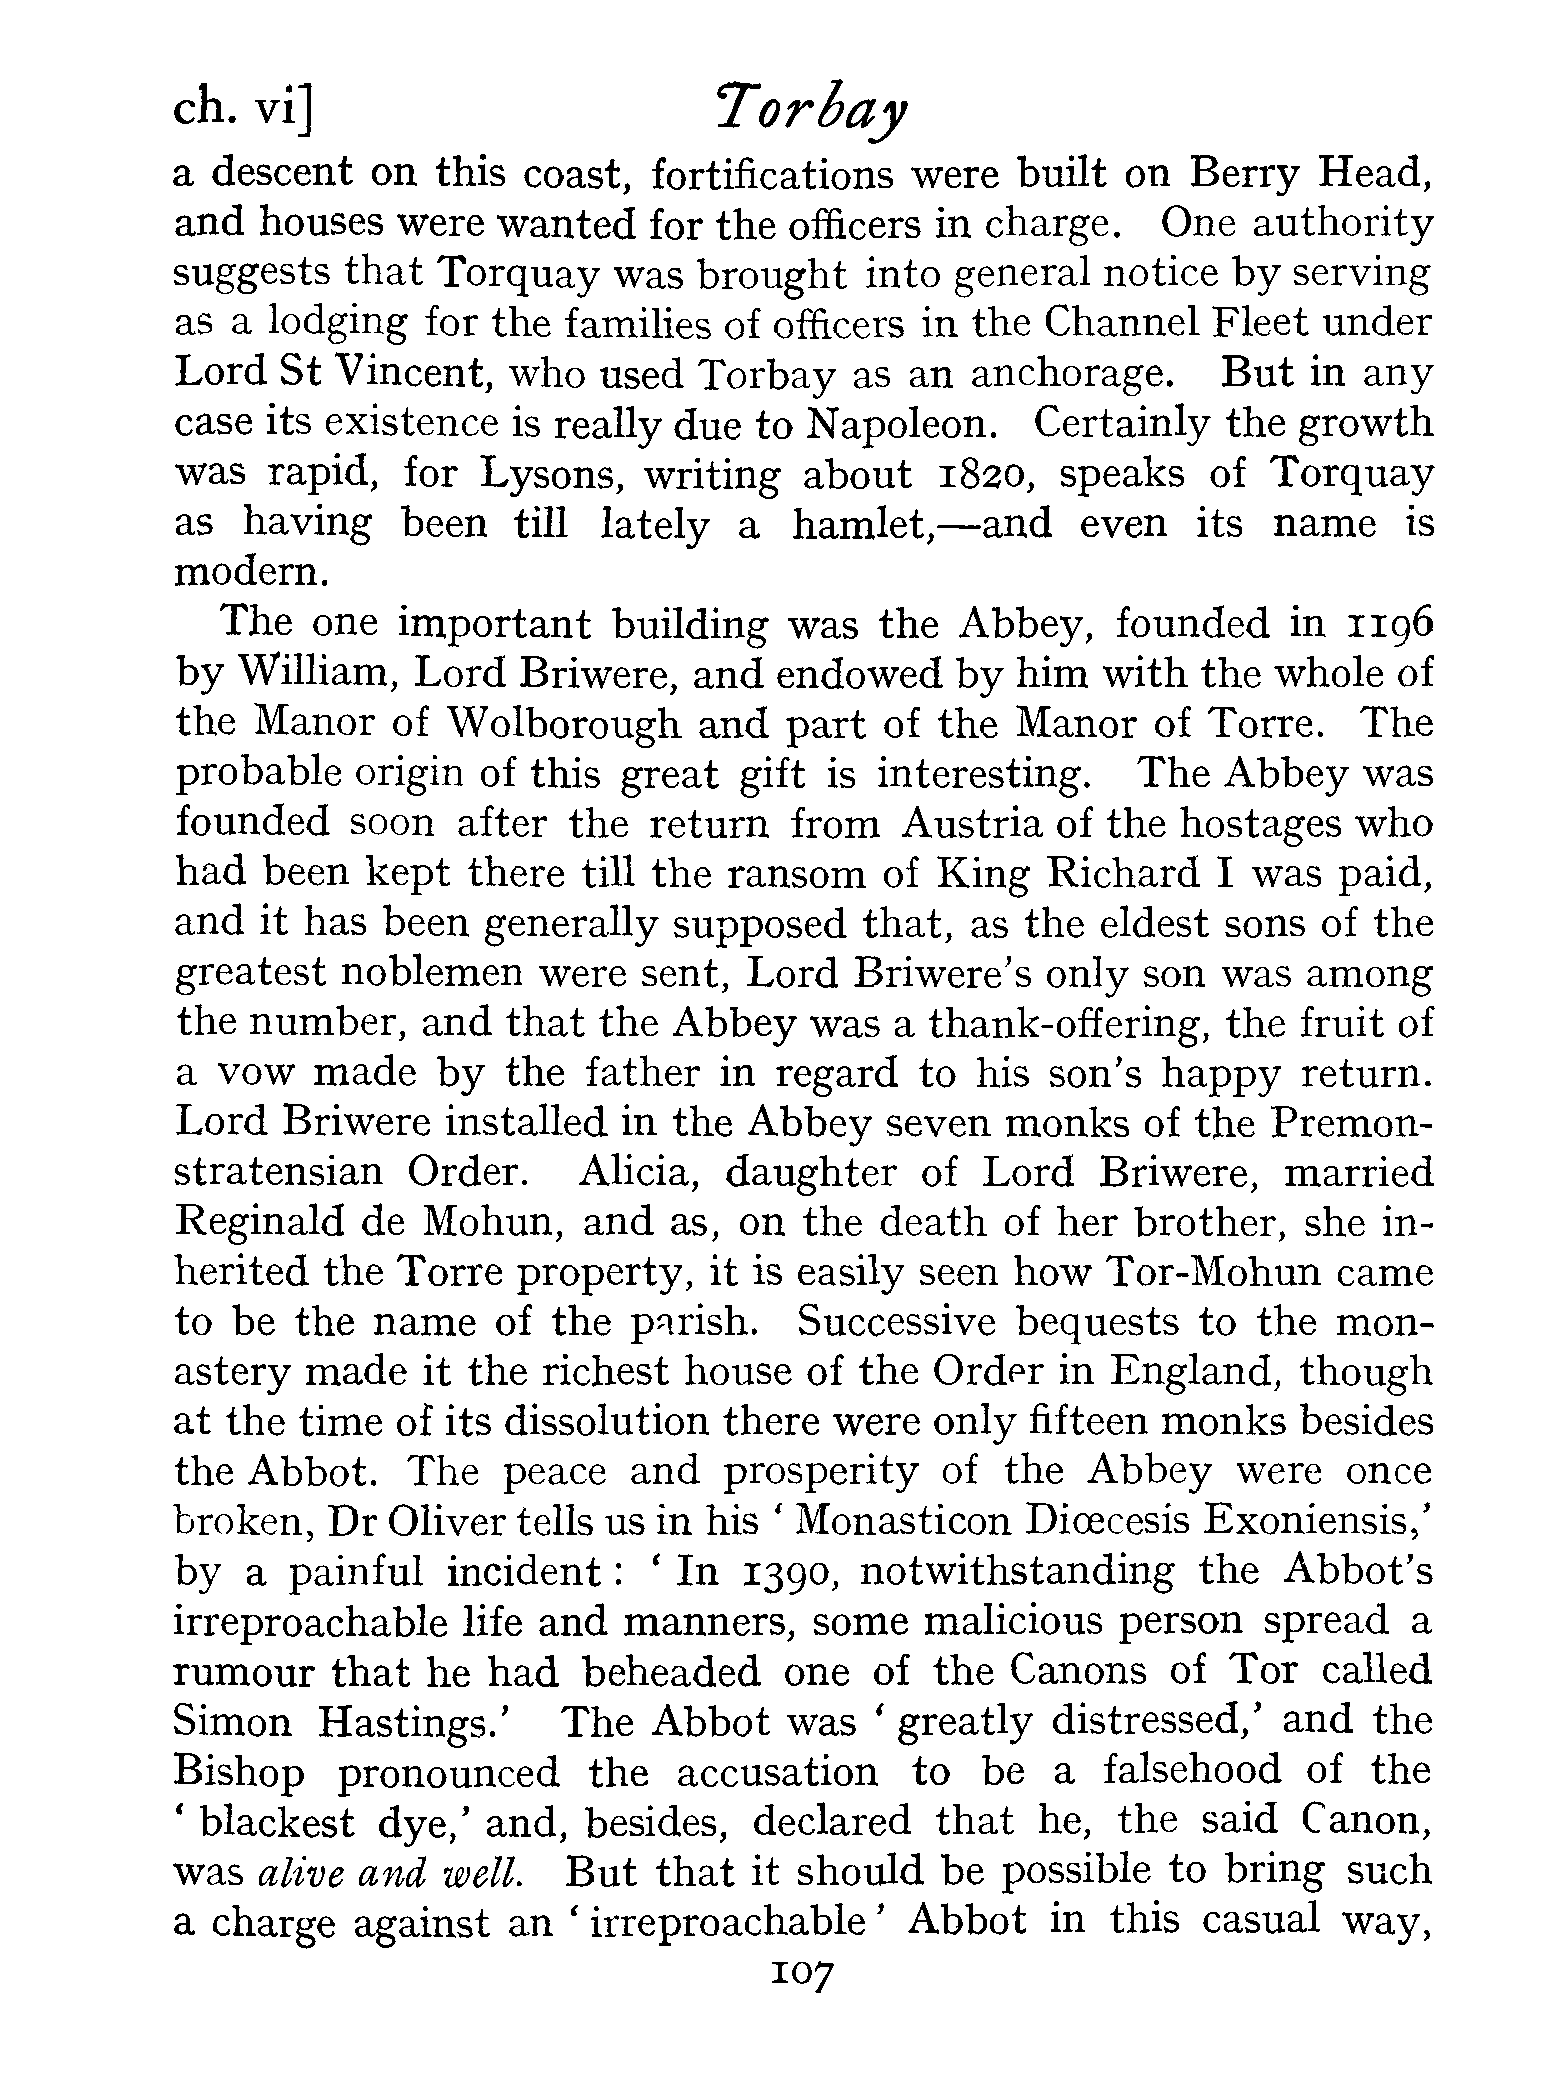 ch. vi] Torbay
a descent on this coast, fortifications were built on Berry Head,
and houses were wanted for the officers in charge. One authority
suggests that Torquay was brought into general notice by serving
as a lodging for the families of officers in the Channel Fleet under
Lord St Vincent, who used Torbay as an anchorage. But in any
case its existence is really due to Napoleon. Certainly the growth
was rapid, for Lysons, writing about 1820, speaks of Torquay
as having been till lately a hamlet,—and even its name is
modern.
The one important building was the Abbey, founded in 1196
by William, Lord Briwere, and endowed by him with the whole of
the Manor of Wolborough and part of the Manor of Torre. The
probable origin of this great gift is interesting. The Abbey was
founded soon after the return from Austria of the hostages who
had been kept there till the ransom of King Richard I was paid,
and it has been generally supposed that, as the eldest sons of the
greatest noblemen were sent, Lord Briwere's only son was among
the number, and that the Abbey was a thank-offering, the fruit of
a vow made by the father in regard to his son's happy return.
Lord Briwere installed in the Abbey seven monks of the Premon-
stratensian Order. Alicia, daughter of Lord Briwere, married
Reginald de Mohun, and as, on the death of her brother, she in-
herited the Torre property, it is easily seen how Tor-Mohun came
to be the name of the parish. Successive bequests to the mon-
astery made it the richest house of the Order in England, though
at the time of its dissolution there were only fifteen monks besides
the Abbot. The peace and prosperity of the Abbey were once
broken, Dr Oliver tells us in his ‘ Monasticon Diœcesis Exoniensis,’
by a painful incident : ‘ In 1390, notwithstanding the Abbot's
irreproachable life and manners, some malicious person spread a
rumour that he had beheaded one of the Canons of Tor called
Simon Hastings.’ The Abbot was ‘ greatly distressed,’ and the
Bishop pronounced the accusation to be a falsehood of the
‘ blackest dye,’ and, besides, declared that he, the said Canon,
was alive and well. But that it should be possible to bring such
a charge against an ‘ irreproachable ’ Abbot in this casual way,
107